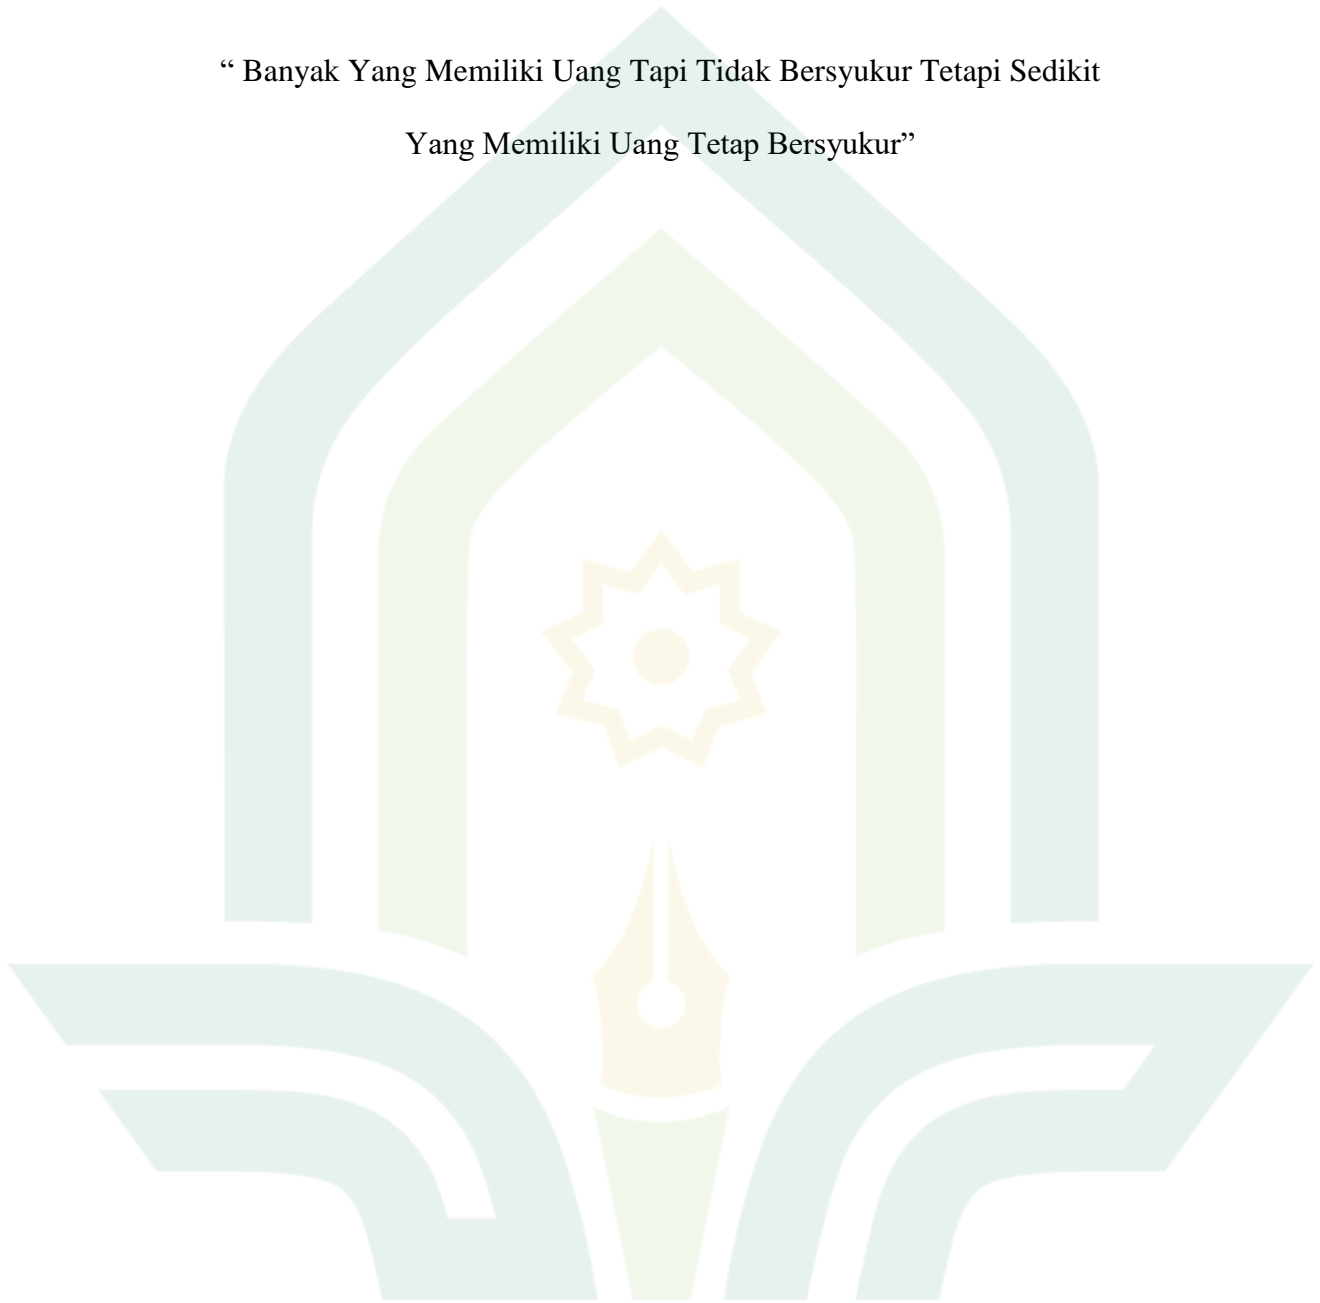 “ Banyak Yang Memiliki Uang Tapi Tidak Bersyukur Tetapi Sedikit
Yang Memiliki Uang Tetap Bersyukur”